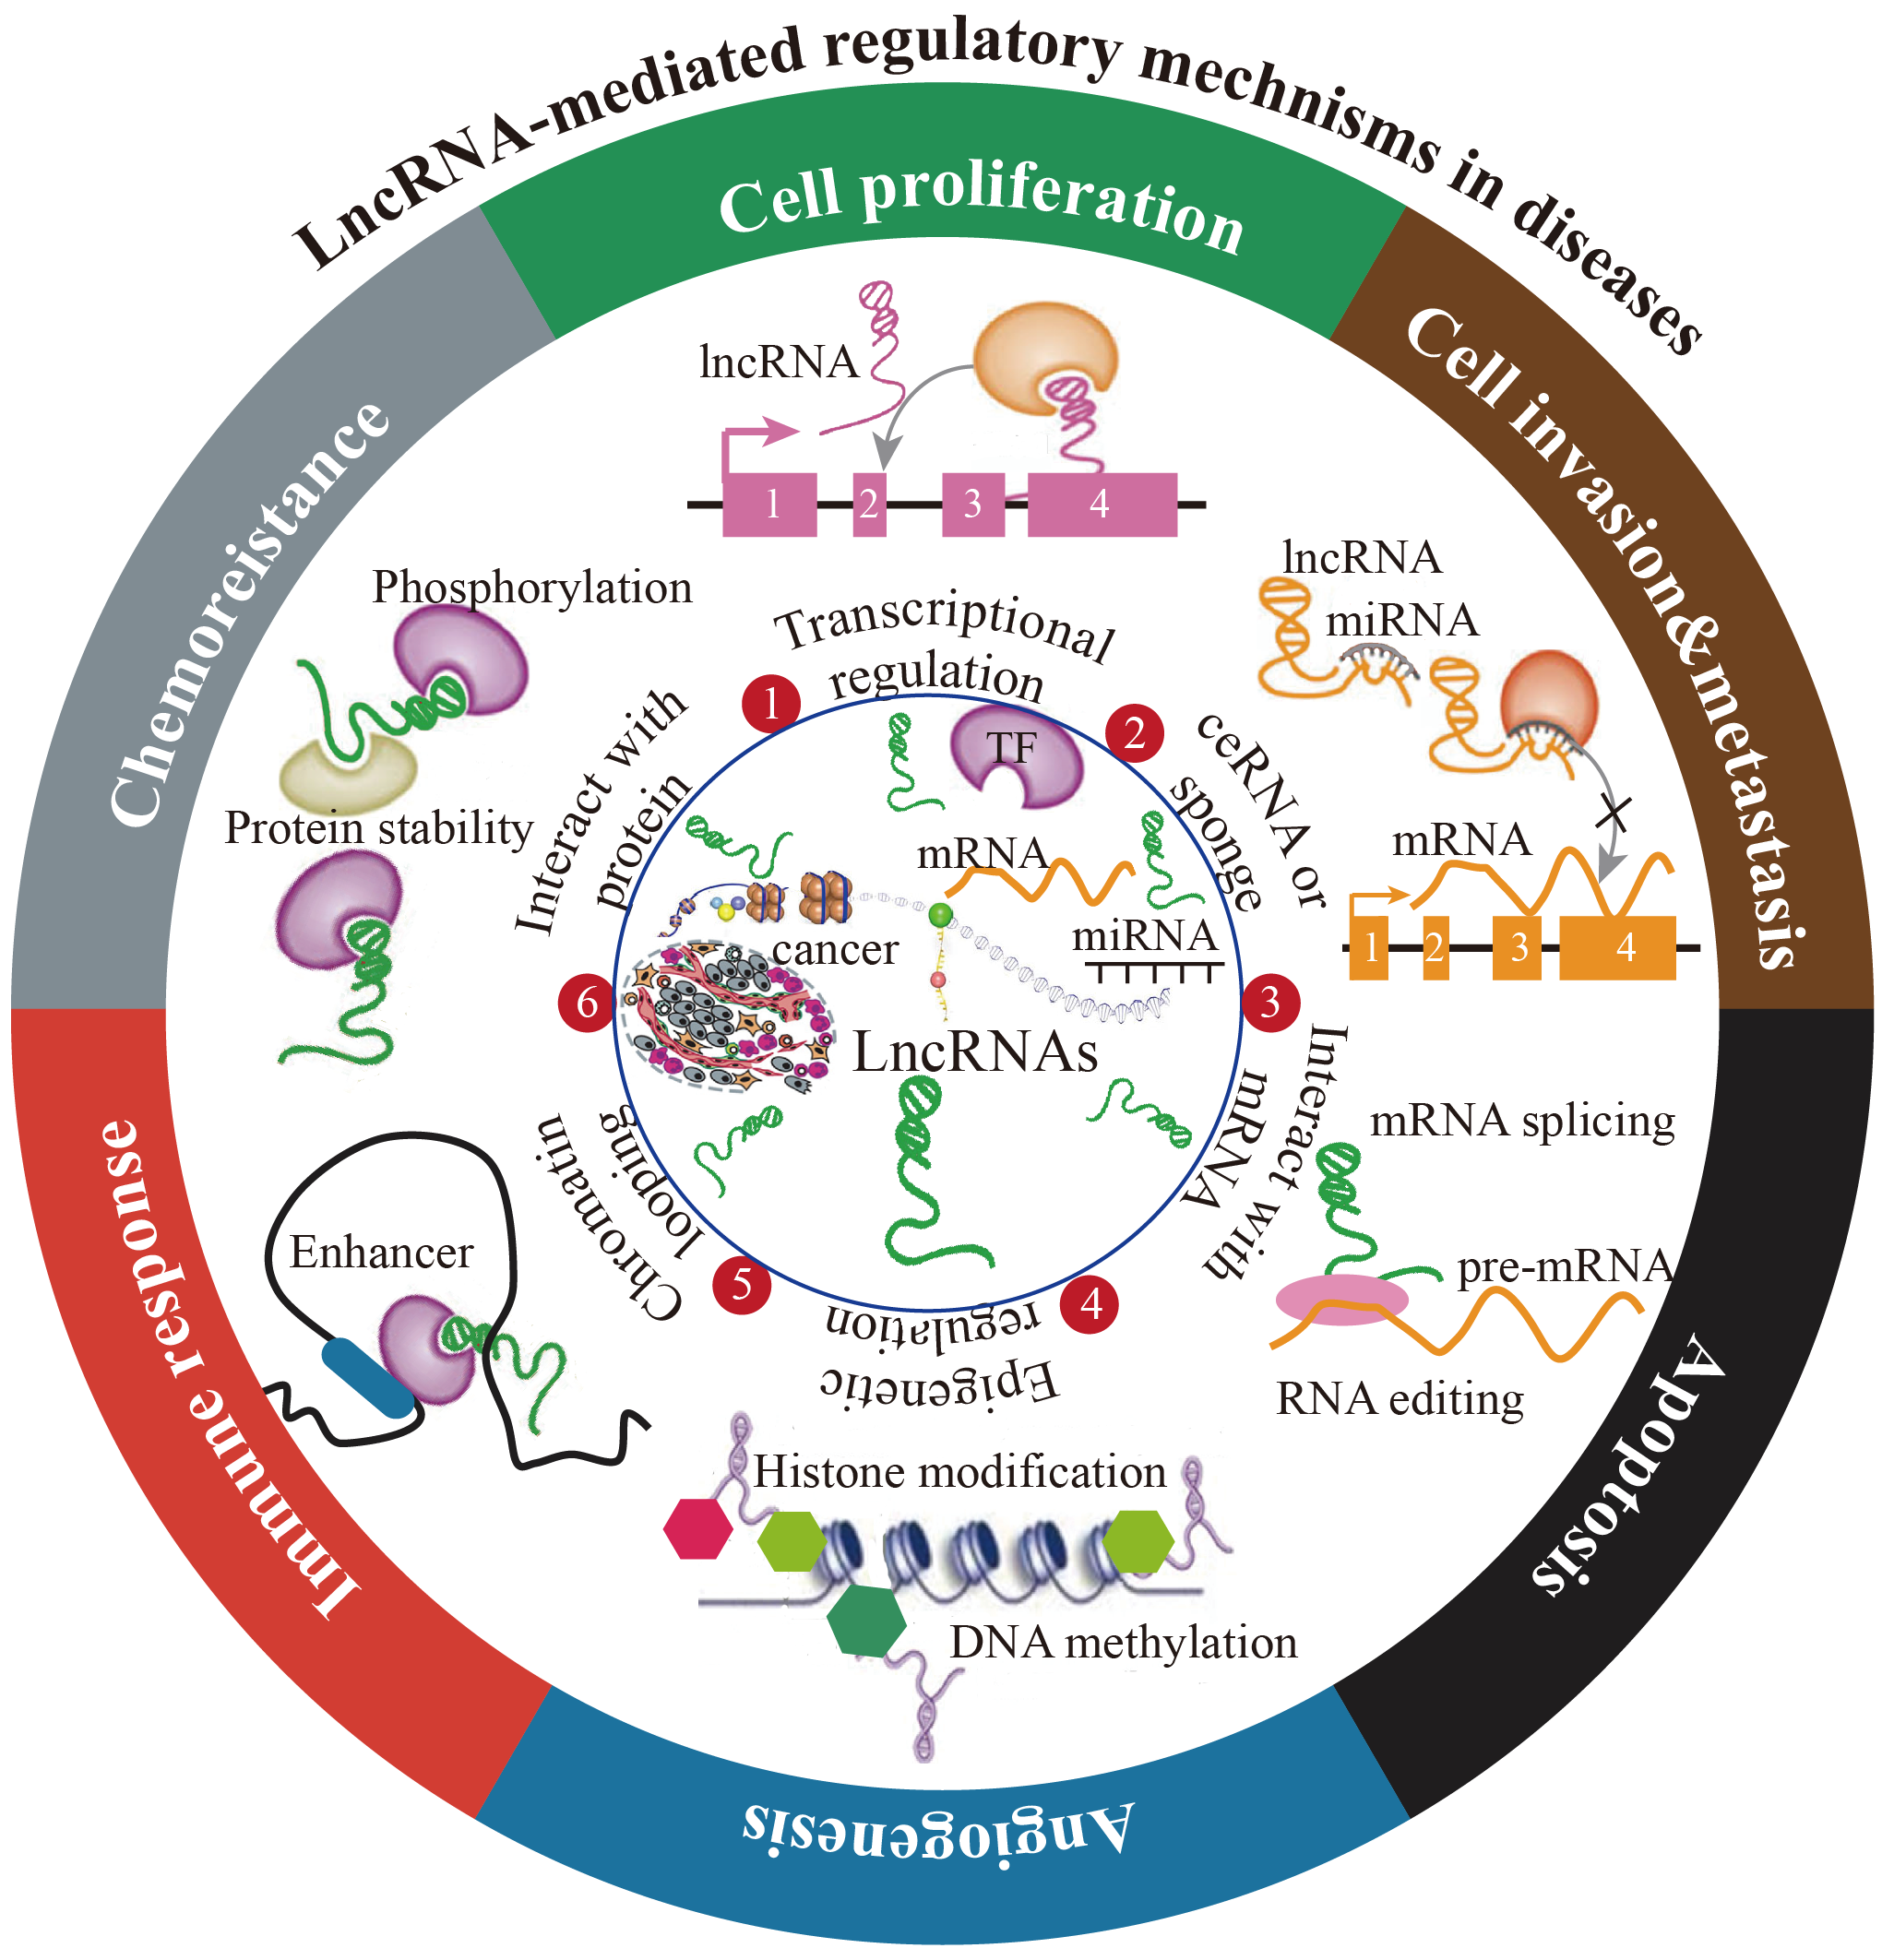 LncRNA-mediated regulatory mechnisms in diseases
Cell proliferation
Cell invasion&metastasis
Apoptosis
Angiogenesis
Immune response
Chemoreistance
lncRNA
1 2 3 4
Transcriptional
regulation
1
2
3
4
5
6
lncRNA
miRNA
mRNA
1 2 3 4
ceRNA or
sponge
mRNA splicing
pre-mRNA
RNA editing
Interact with
mRNA
Epigenetic
regulation
Histone modification
DNA methylation
Chromatin
looping
Enhancer
Interact with
protein
Phosphorylation
Protein stability
TF
mRNA
miRNA
cancer
LncRNAs